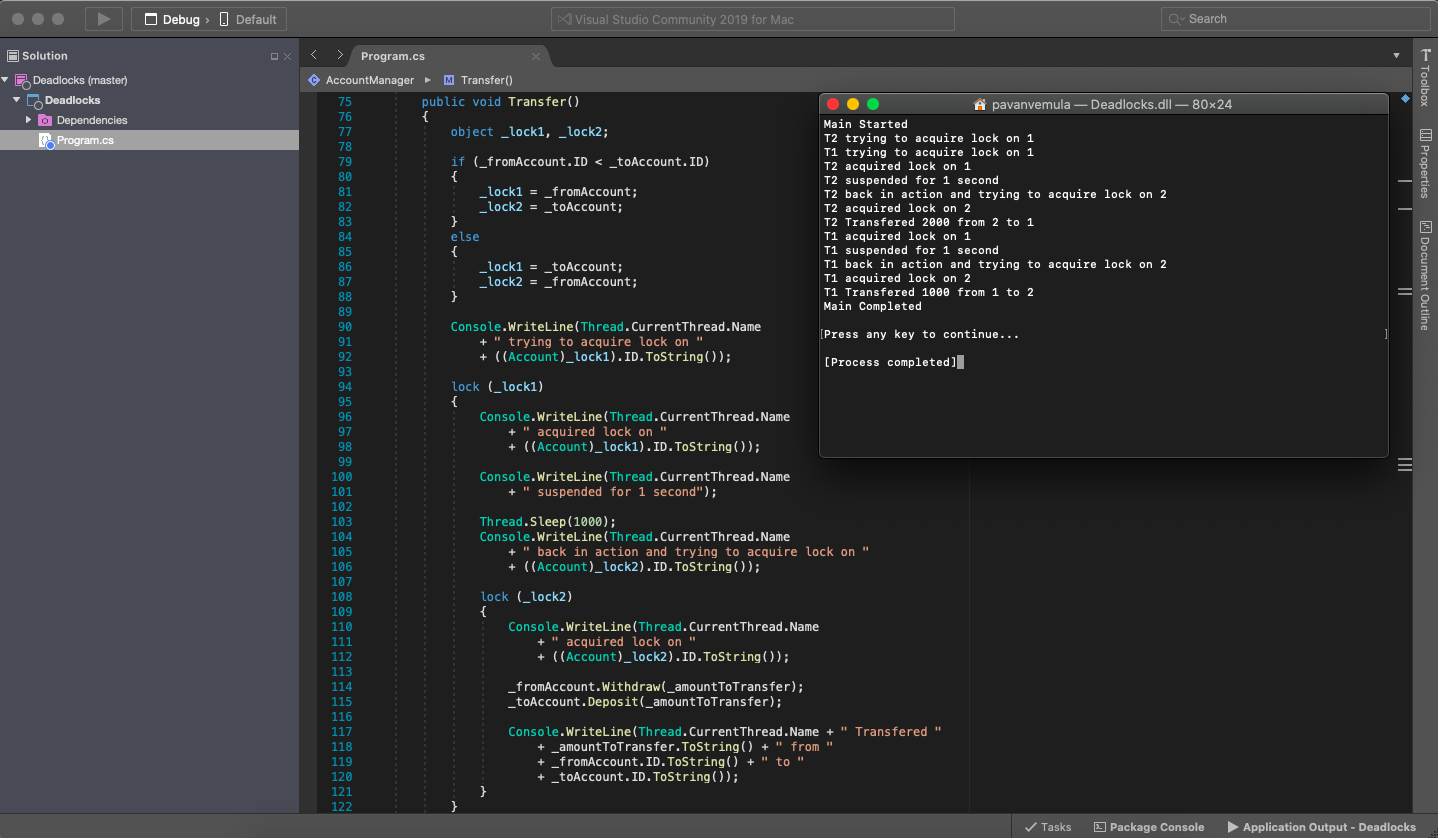 Debug › Default
Visual Studio Community 2019 for Mac
Search
Solution
Deadlocks (master)
Deadlocks
Dependencies
Program.cs
Program.cs
AccountManager
Transfer()
75 public void Transfer()
76 {
77 object _lock1, _lock2;
78
79 if (_fromAccount.ID < _toAccount.ID)
80 {
81 _lock1 = _fromAccount;
82 _lock2 = _toAccount;
83 }
84 else
85 {
86 _lock1 = _toAccount;
87 _lock2 = _fromAccount;
88 }
89
90 Console.WriteLine(Thread.CurrentThread.Name
91 + " trying to acquire lock on "
92 + ((Account)_lock1).ID.ToString());
93
94 lock (_lock1)
95 {
96 Console.WriteLine(Thread.CurrentThread.Name
97 + " acquired lock on "
98 + ((Account)_lock1).ID.ToString());
99
100 Console.WriteLine(Thread.CurrentThread.Name
101 + " suspended for 1 second");
102
103 Thread.Sleep(1000);
104 Console.WriteLine(Thread.CurrentThread.Name
105 + " back in action and trying to acquire lock on "
106 + ((Account)_lock2).ID.ToString());
107
108 lock (_lock2)
109 {
110 Console.WriteLine(Thread.CurrentThread.Name
111 + " acquired lock on "
112 + ((Account)_lock2).ID.ToString());
113
114 _fromAccount.Withdraw(_amountToTransfer);
115 _toAccount.Deposit(_amountToTransfer);
116
117 Console.WriteLine(Thread.CurrentThread.Name + " Transfered "
118 + _amountToTransfer.ToString() + " from "
119 + _fromAccount.ID.ToString() + " to "
120 + _toAccount.ID.ToString());
121 }
122 }
pavanvemula — Deadlocks.dll — 80×24
Main Started
T2 trying to acquire lock on 1
T1 trying to acquire lock on 1
T2 acquired lock on 1
T2 suspended for 1 second
T2 back in action and trying to acquire lock on 2
T2 acquired lock on 2
T2 Transfered 2000 from 2 to 1
T1 acquired lock on 1
T1 suspended for 1 second
T1 back in action and trying to acquire lock on 2
T1 acquired lock on 2
T1 Transfered 1000 from 1 to 2
Main Completed
[Press any key to continue... ]
[Process completed]
Toolbox
Properties
Document Outline
Tasks
Package Console
Application Output - Deadlocks